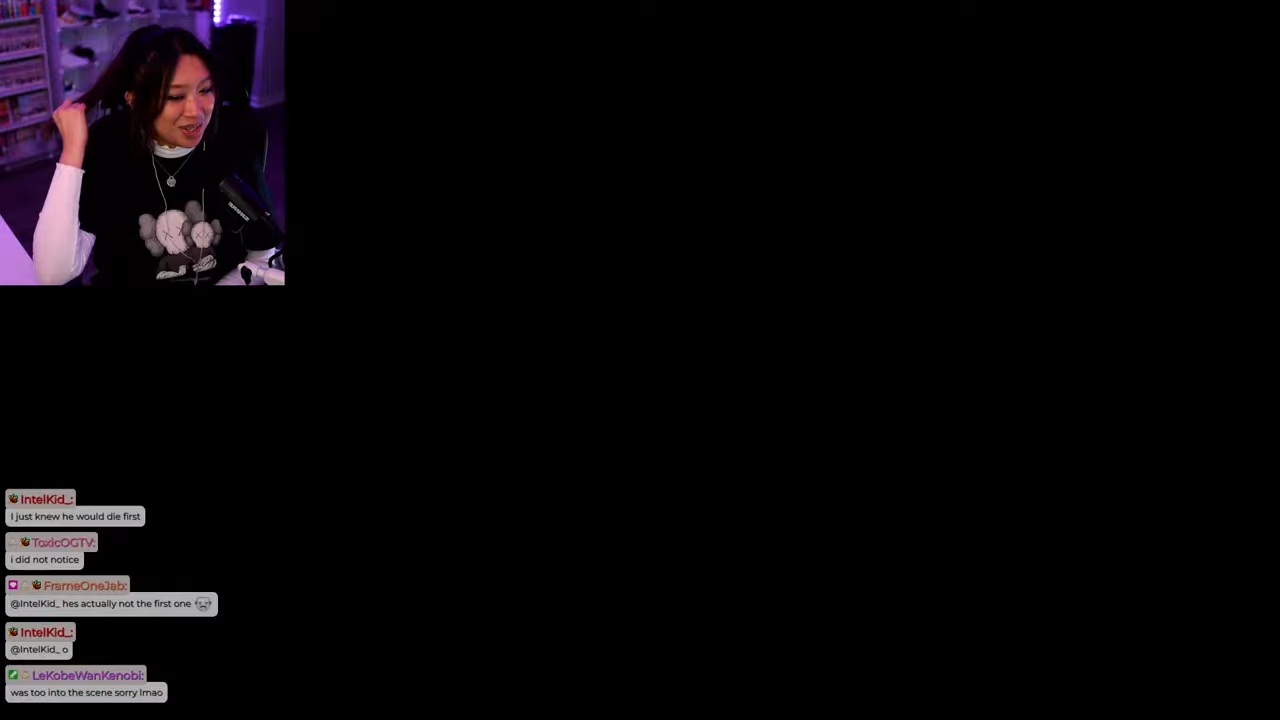 IntelKid_:
I just knew he would die first
ToxicOGTV:
i did not notice
FrameOneJab:
@IntelKid_ hes actually not the first one
IntelKid_:
@IntelKid_ o
LeKobeWanKenobi:
was too into the scene sorry lmao